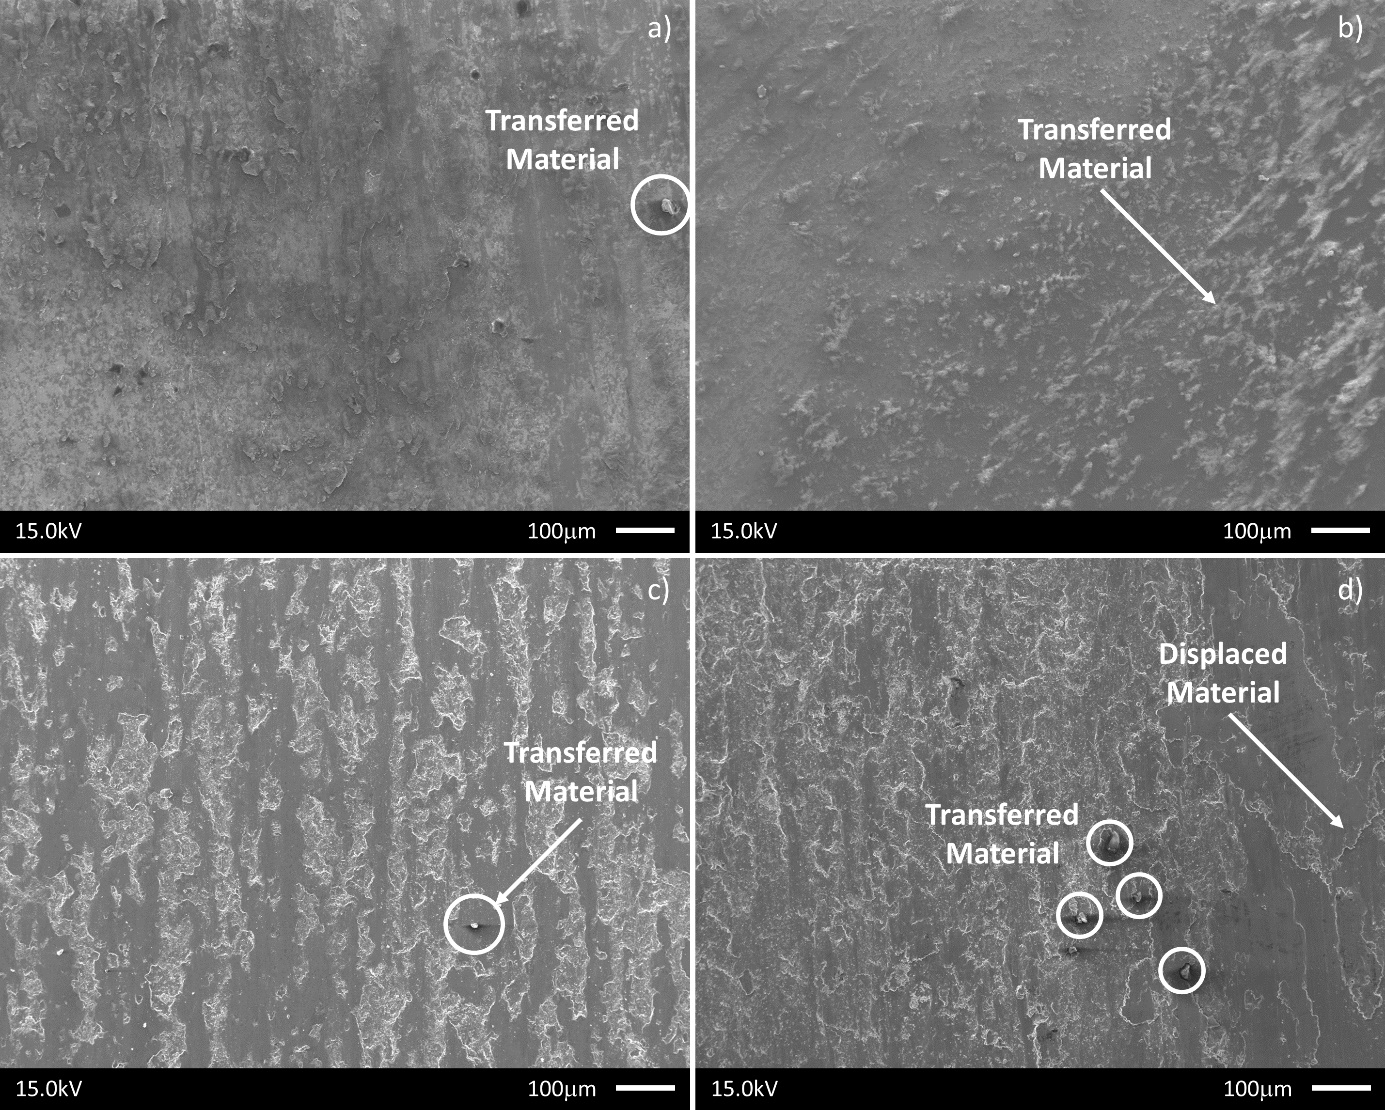 a)
Transferred
Material
15.0kV
100μm
b)
Transferred
Material
15.0kV
100μm
c)
Transferred
Material
15.0kV
100μm
d)
Displaced
Material
Transferred
Material
15.0kV
100μm